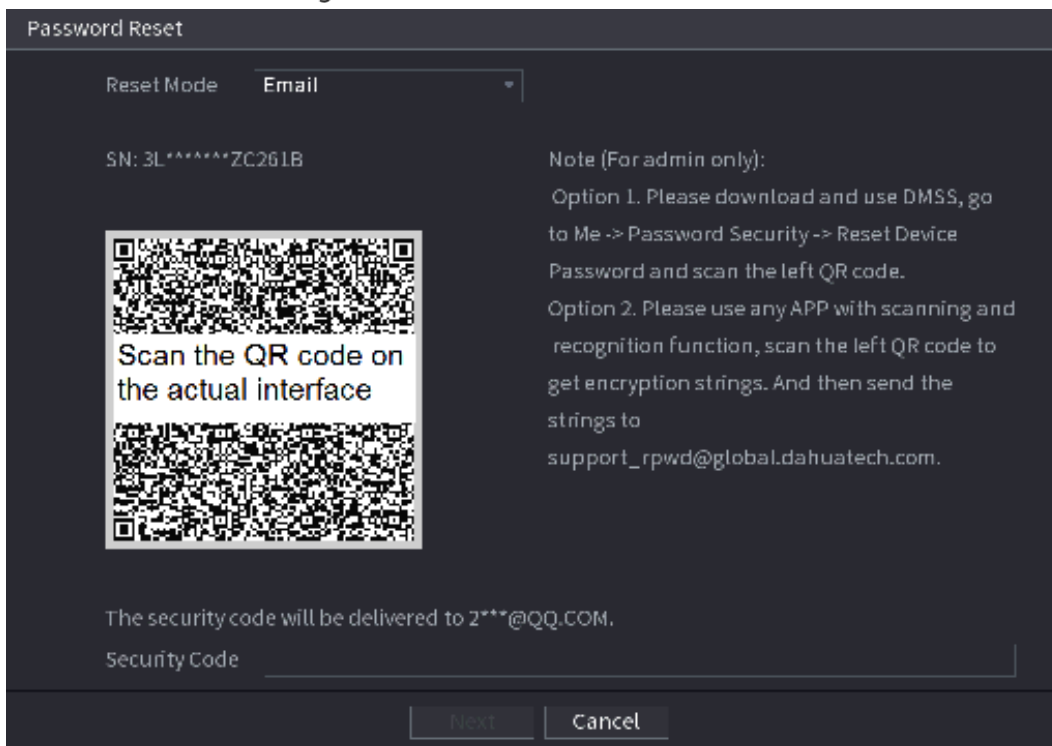 Password Reset
Reset Mode Email
SN: 3L*******ZC261B
Note (For admin only):
Option 1. Please download and use DMSS, go
to Me -> Password Security -> Reset Device
Password and scan the left QR code.
Option 2. Please use any APP with scanning and
recognition function, scan the left QR code to
get encryption strings. And then send the
strings to
support_rpwd@global.dahuatech.com.
Scan the QR code on
the actual interface
The security code will be delivered to 2***@QQ.COM.
Security Code
Next Cancel